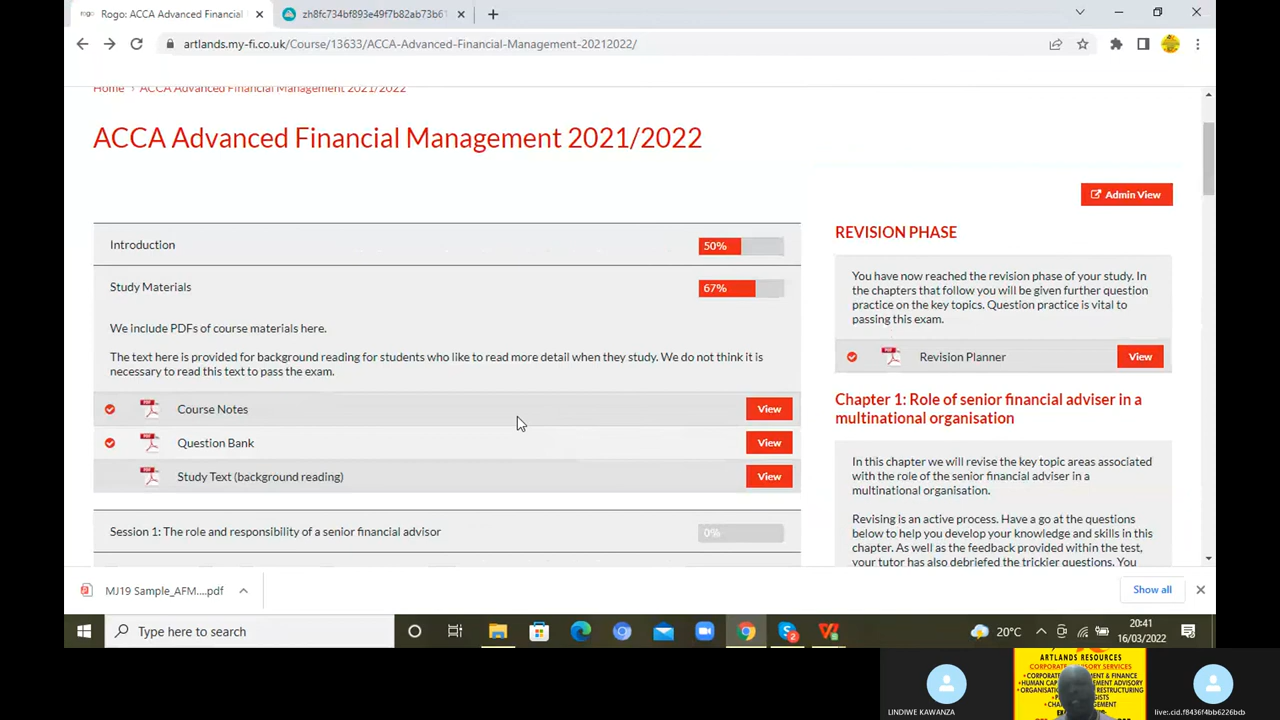 Rogo: ACCA Advanced Financial
zh8fc734bf893e49f7b82ab73b61
artlands.my-fi.co.uk/Course/13633/ACCA-Advanced-Financial-Management-20212022/
Home › ACCA Advanced Financial Management 2021/2022
ACCA Advanced Financial Management 2021/2022
Admin View
Introduction
50%
Study Materials
67%
We include PDFs of course materials here.
The text here is provided for background reading for students who like to read more detail when they study. We do not think it is
necessary to read this text to pass the exam.
Course Notes
View
Question Bank
View
Study Text (background reading)
View
Session 1: The role and responsibility of a senior financial advisor
0%
REVISION PHASE
You have now reached the revision phase of your study. In
the chapters that follow you will be given further question
practice on the key topics. Question practice is vital to
passing this exam.
Revision Planner
View
Chapter 1: Role of senior financial adviser in a
multinational organisation
In this chapter we will revise the key topic areas associated
with the role of the senior financial adviser in a
multinational organisation.
Revising is an active process. Have a go at the questions
below to help you develop your knowledge and skills in this
chapter. As well as the feedback provided within the test,
your tutor has also debriefed the trickier questions. You
MJ19 Sample_AFM....pdf
Show all
Type here to search
20°C
20:41
16/03/2022
LINDIWE KAWANZA
ARTLANDS RESOURCES
live:.cid.f8436f4bb6226bcb